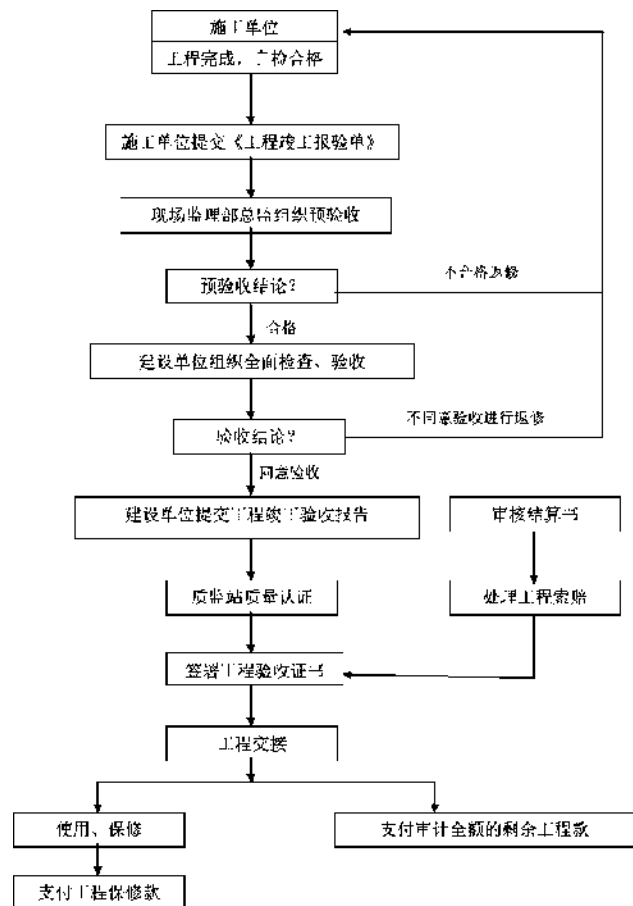 施工单位
工程完成，自检合格
施工单位提交《工程竣工报验单》
现场监理部总监组织预验收
预验收结论？
不合格返修
合格
建设单位组织全面检查、验收
验收结论？
不同意验收进行返修
同意验收
建设单位提交工程竣工验收报告
审核结算书
质监站质量认证
处理工程索赔
签署工程验收证书
工程交接
使用、保修
支付审计全额的剩余工程款
支付工程保修款